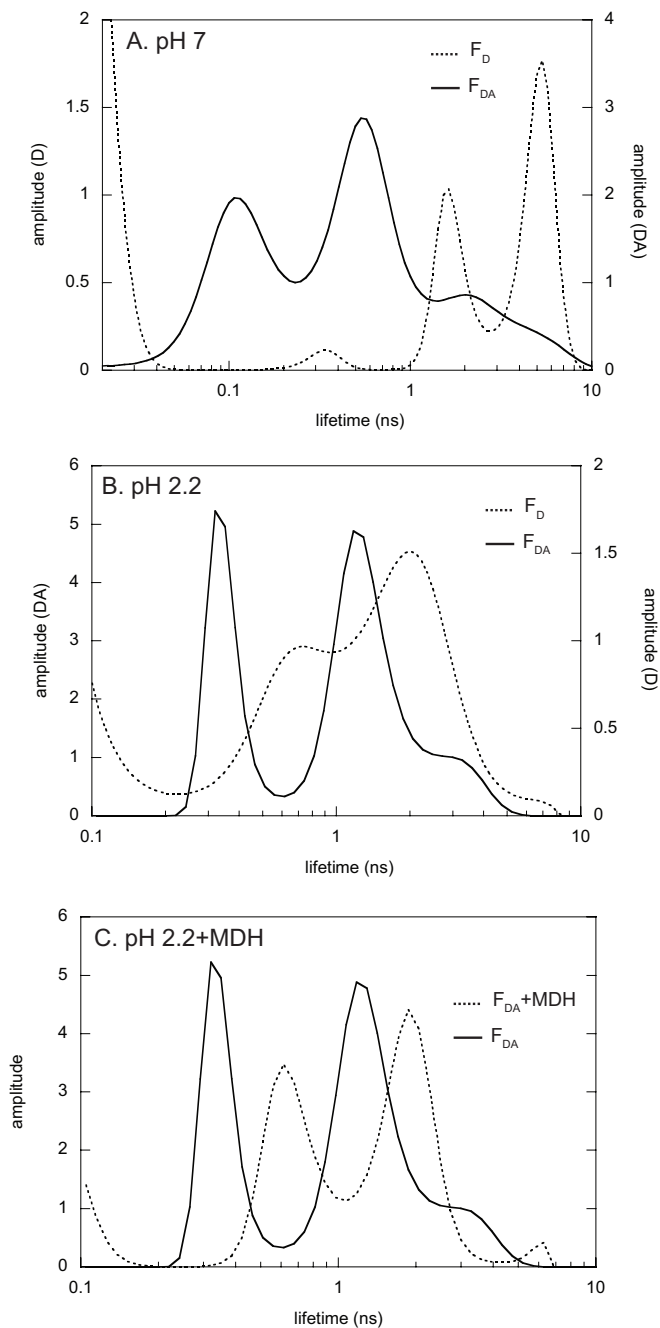 A. pH 7
F_D
F_DA
amplitude (D)
amplitude (DA)
2
1.5
1
0.5
0
4
3
2
1
0
0.1
1
10
lifetime (ns)
B. pH 2.2
F_D
F_DA
amplitude (DA)
amplitude (D)
6
5
4
3
2
1
0
2
1.5
1
0.5
0
0.1
1
10
lifetime (ns)
C. pH 2.2+MDH
F_DA+MDH
F_DA
amplitude
6
5
4
3
2
1
0
0.1
1
10
lifetime (ns)